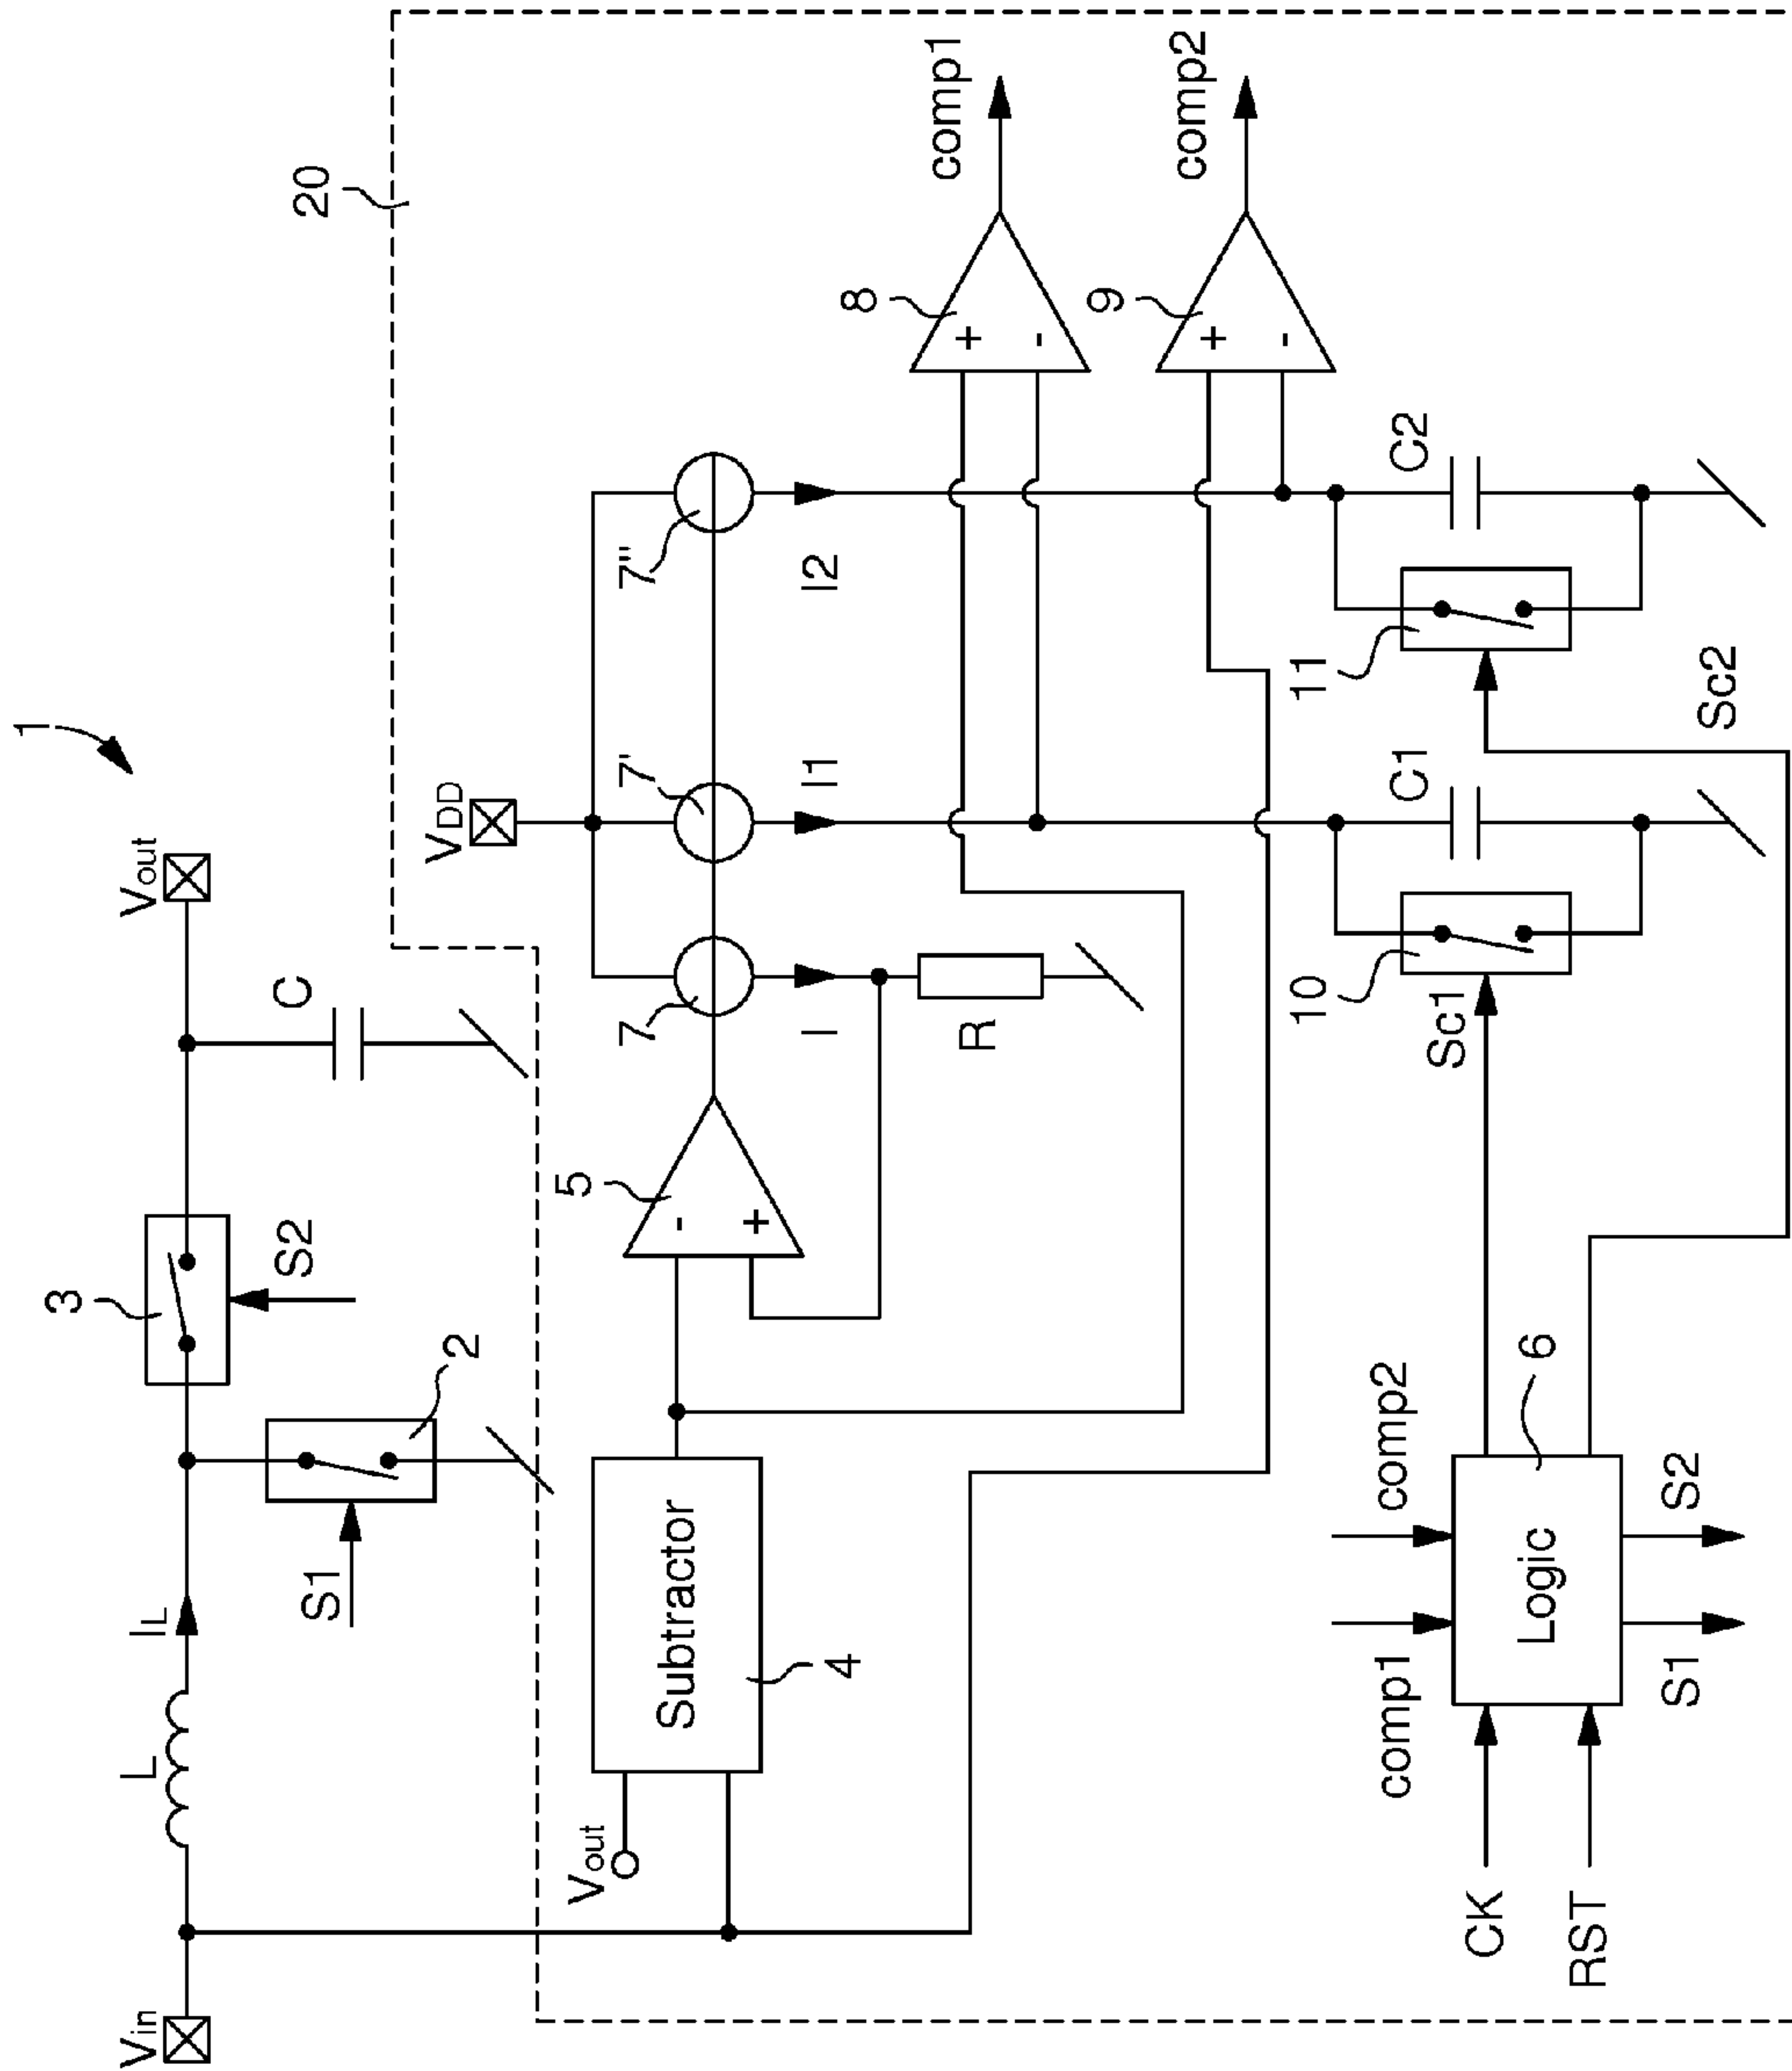 1
Vin
L
IL
3
S2
Vout
S1
2
C
20
Vout
Subtractor
4
5
-
+
VDD
7
7'
7"
I
I1
I2
R
8
+
-
comp1
9
+
-
comp2
CK
RST
comp1
comp2
Logic
6
S1
S2
Sc1
10
C1
Sc2
11
C2